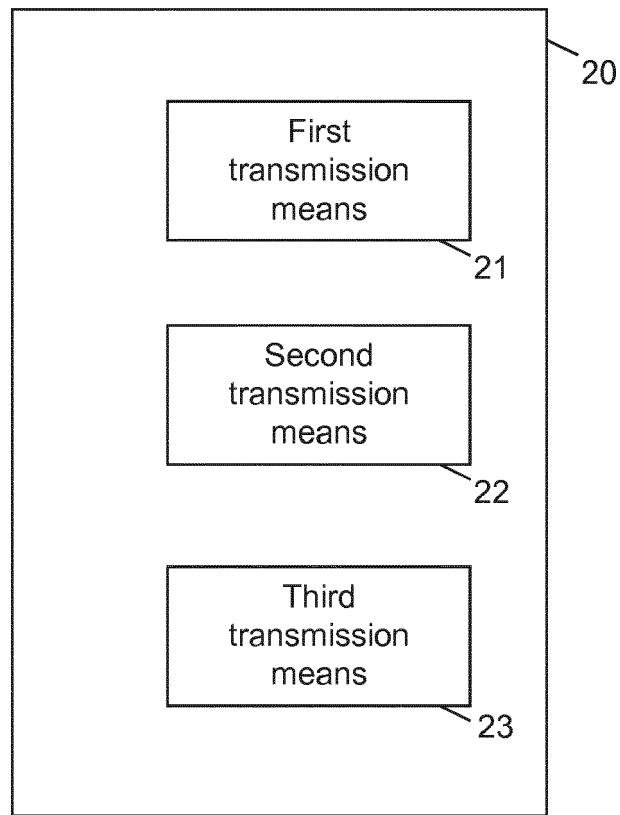 20
First
transmission
means
21
Second
transmission
means
22
Third
transmission
means
23